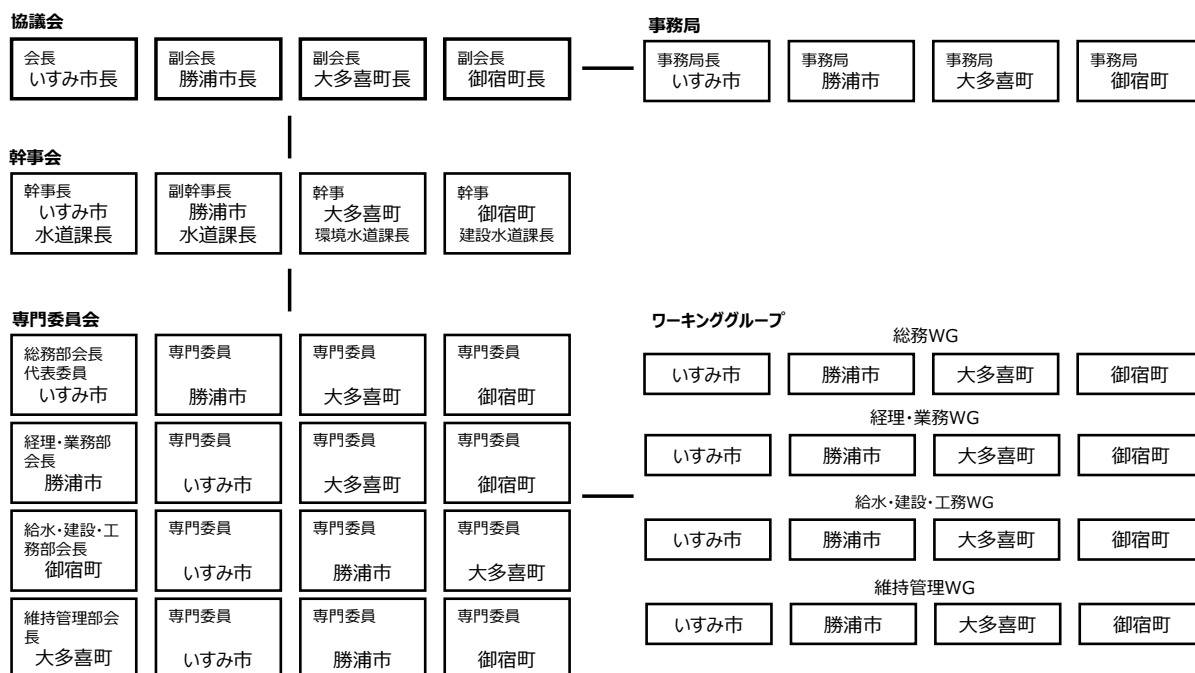 協議会
会長
いすみ市長
副会長
勝浦市長
副会長
大多喜町長
副会長
御宿町長
事務局
事務局長
いすみ市
事務局
勝浦市
事務局
大多喜町
事務局
御宿町
幹事会
幹事長
いすみ市
水道課長
副幹事長
勝浦市
水道課長
幹事
大多喜町
環境水道課長
幹事
御宿町
建設水道課長
専門委員会
総務部会長
代表委員
いすみ市
専門委員
勝浦市
専門委員
大多喜町
専門委員
御宿町
経理・業務部
会長
勝浦市
専門委員
いすみ市
専門委員
大多喜町
専門委員
御宿町
給水・建設・工
務部会長
御宿町
専門委員
いすみ市
専門委員
勝浦市
専門委員
大多喜町
維持管理部会
長
大多喜町
専門委員
いすみ市
専門委員
勝浦市
専門委員
御宿町
ワーキンググループ
総務WG
いすみ市
勝浦市
大多喜町
御宿町
経理・業務WG
いすみ市
勝浦市
大多喜町
御宿町
給水・建設・工務WG
いすみ市
勝浦市
大多喜町
御宿町
維持管理WG
いすみ市
勝浦市
大多喜町
御宿町